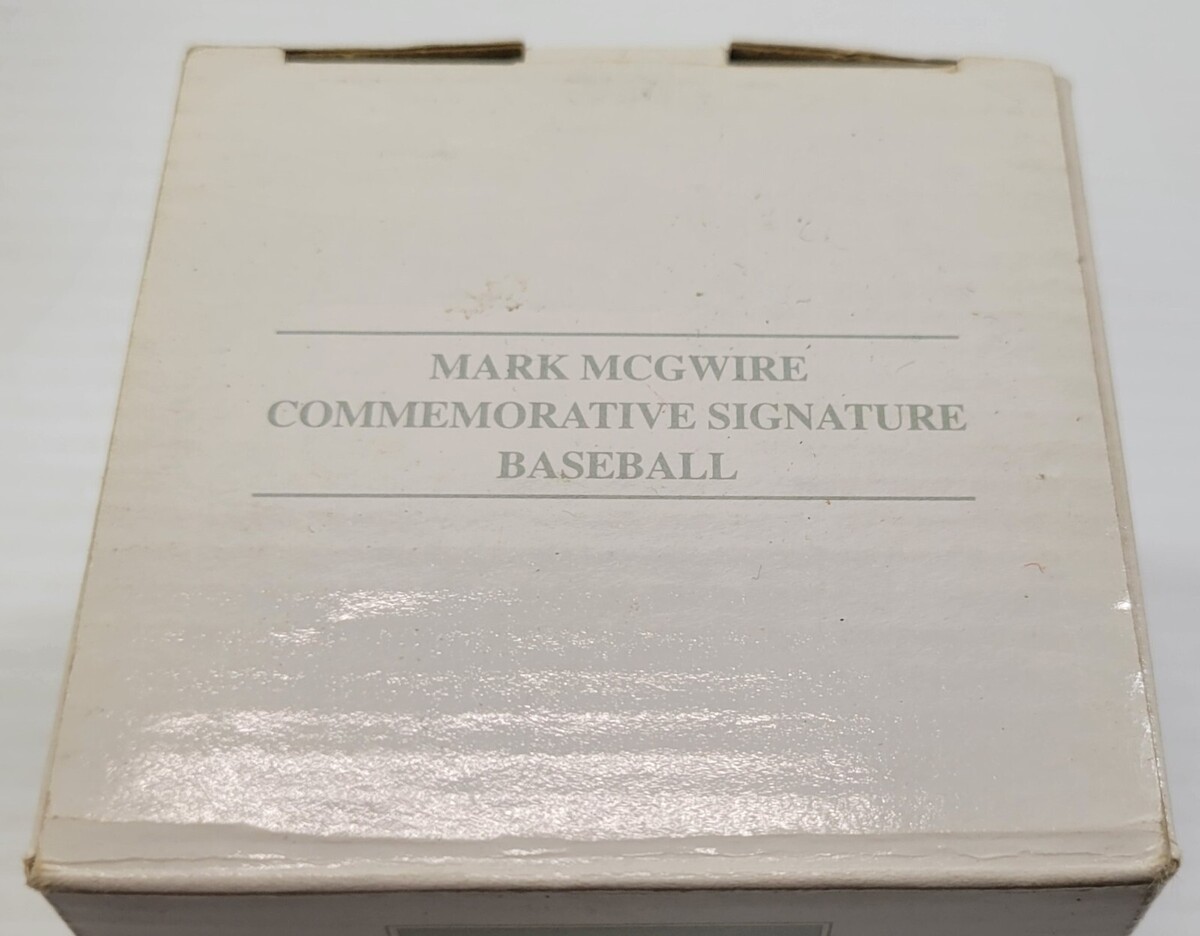 MARK MCGWIRE
COMMEMORATIVE SIGNATURE
BASEBALL